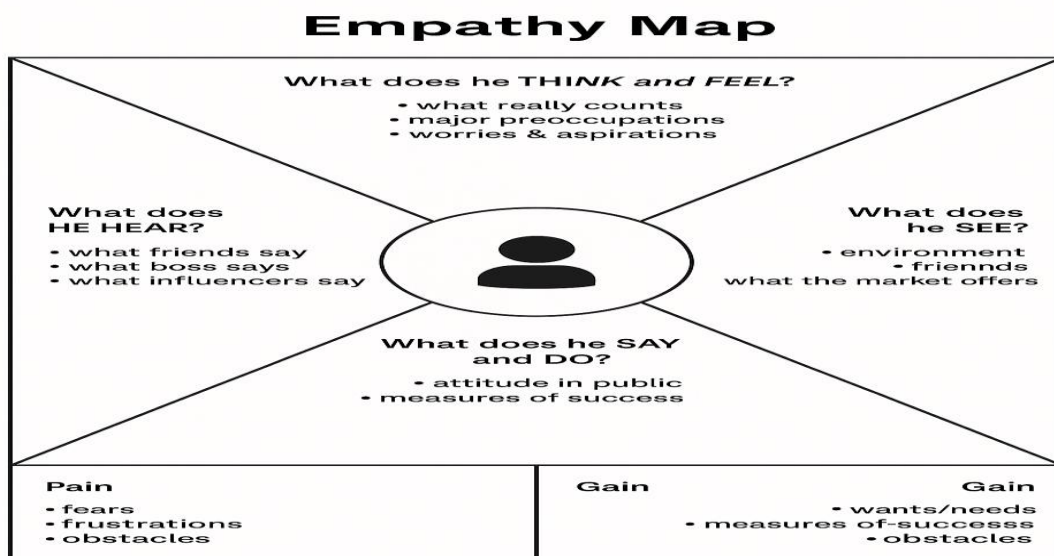 Empathy Map
What does he THINK and FEEL?
• what really counts
• major preoccupations
• worries & aspirations
What does
HE HEAR?
• what friends say
• what boss says
• what influencers say
What does
he SEE?
• environment
• friennds
what the market offers
What does he SAY
and DO?
• attitude in public
• measures of success
Pain
• fears
• frustrations
• obstacles
Gain
Gain
• wants/needs
• measures of-successs
• obstacles